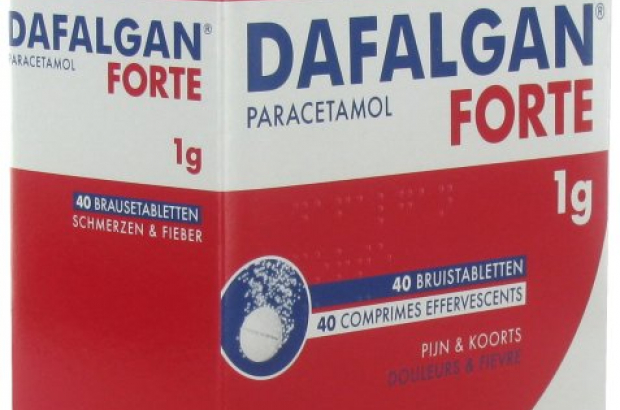 DAFALGAN®
PARACETAMOL
FORTE
1g
40 BRAUSETABLETTEN
SCHMERZEN & FIEBER
DAFALGAN®
PARACETAMOL
FORTE
1g
40 BRUISTABLETTEN
40 COMPRIMES EFFERVESCENTS
PIJN & KOORTS
DOULEURS & FIEVRE